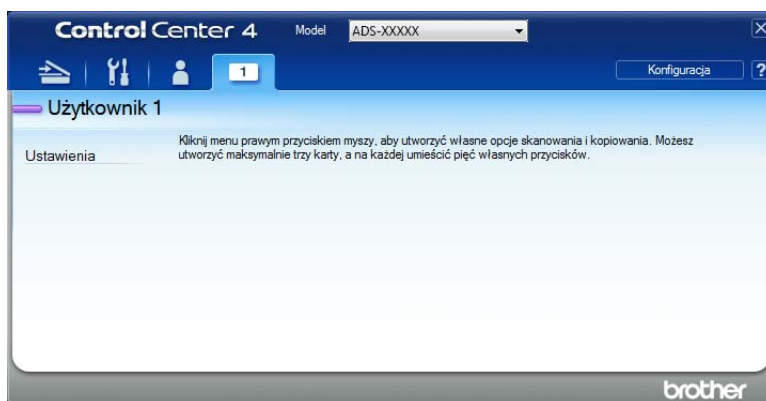 Control Center 4 Model ADS-XXXXX
1 Konfiguracja ?
Użytkownik 1
Ustawienia
Kliknij menu prawym przyciskiem myszy, aby utworzyć własne opcje skanowania i kopiowania. Możesz
utworzyć maksymalnie trzy karty, a na każdej umieścić pięć własnych przycisków.
brother